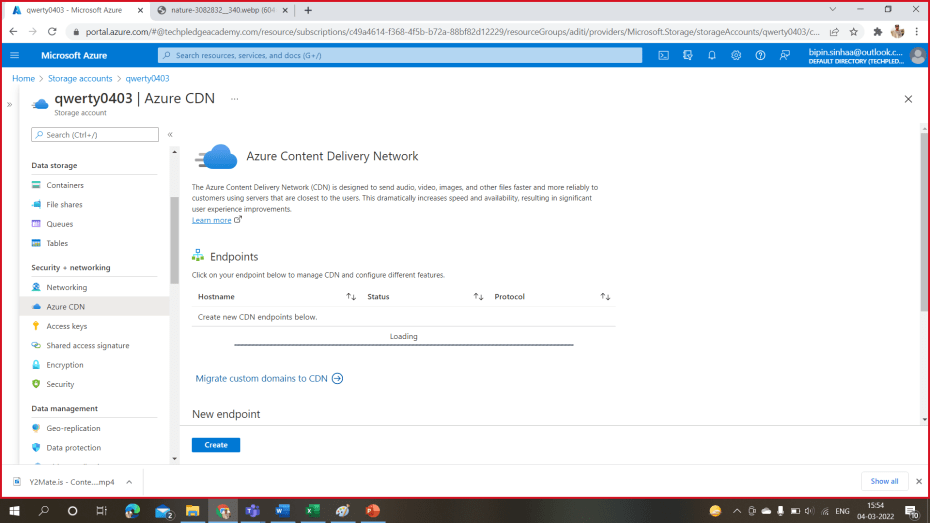 qwerty0403 - Microsoft Azure
nature-3082832__340.webp (604
portal.azure.com/#@techpledgeacademy.com/resource/subscriptions/c49a4614-f368-4f5b-b72a-88bf82d12229/resourceGroups/aditi/providers/Microsoft.Storage/storageAccounts/qwerty0403/c...
Microsoft Azure
Search resources, services, and docs (G+/)
bipin.sinhaa@outlook.c...
DEFAULT DIRECTORY (TECHPLED...
Home > Storage accounts > qwerty0403
qwerty0403 | Azure CDN ...
Storage account
Search (Ctrl+/)
Data storage
Containers
File shares
Queues
Tables
Security + networking
Networking
Azure CDN
Access keys
Shared access signature
Encryption
Security
Data management
Geo-replication
Data protection
Azure Content Delivery Network
The Azure Content Delivery Network (CDN) is designed to send audio, video, images, and other files faster and more reliably to
customers using servers that are closest to the users. This dramatically increases speed and availability, resulting in significant
user experience improvements.
Learn more
Endpoints
Click on your endpoint below to manage CDN and configure different features.
Hostname Status Protocol
Create new CDN endpoints below.
Loading
Migrate custom domains to CDN
New endpoint
Create
Y2Mate.is - Conte....mp4
Show all
2
ENG
15:54
04-03-2022
10